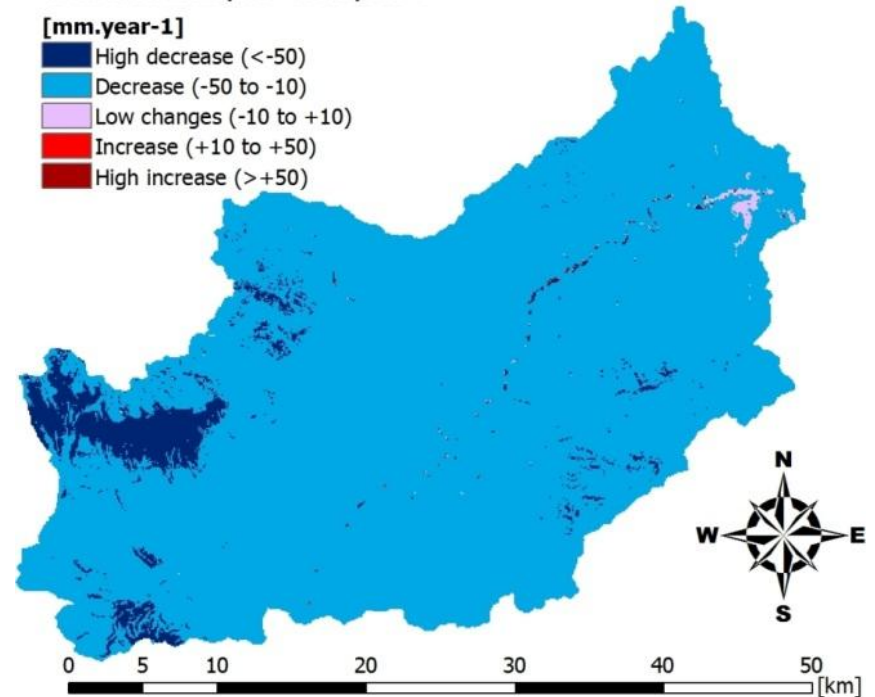 [mm.year-1]
High decrease (<-50)
Decrease (-50 to -10)
Low changes (-10 to +10)
Increase (+10 to +50)
High increase (>+50)
N
W E
S
0 5 10 20 30 40 50
[km]